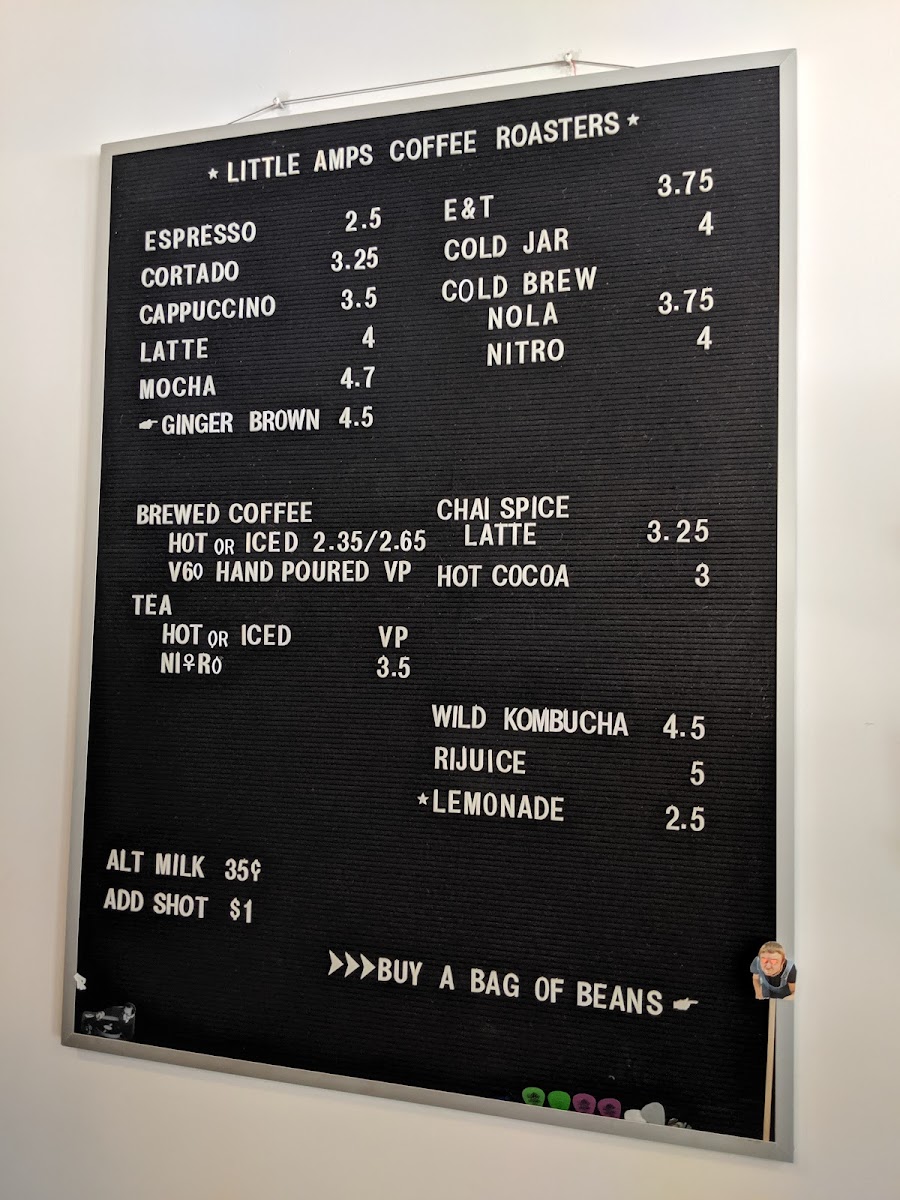 ★ LITTLE AMPS COFFEE ROASTERS ★
ESPRESSO 2.5
CORTADO 3.25
CAPPUCCINO 3.5
LATTE 4
MOCHA 4.7
☛ GINGER BROWN 4.5
E&T 3.75
COLD JAR 4
COLD BREW
NOLA 3.75
NITRO 4
BREWED COFFEE
HOT OR ICED 2.35/2.65
V60 HAND POURED VP
TEA
HOT OR ICED VP
NI♀RO 3.5
CHAI SPICE
LATTE 3.25
HOT COCOA 3
WILD KOMBUCHA 4.5
RIJUICE 5
★LEMONADE 2.5
ALT MILK 35¢
ADD SHOT $1
>>>BUY A BAG OF BEANS ☛